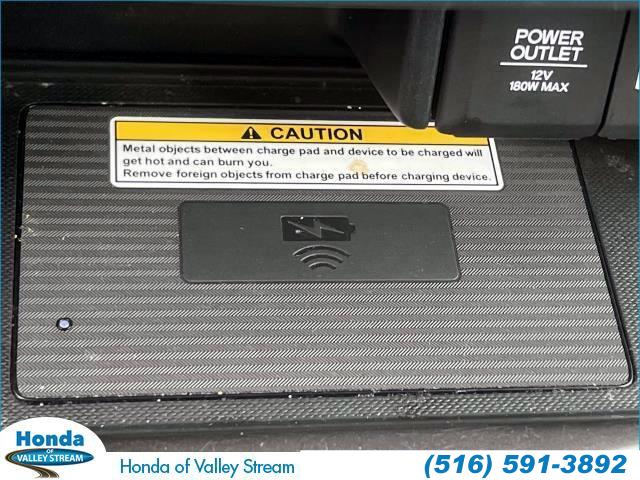 POWER
OUTLET
12V
180W MAX
CAUTION
Metal objects between charge pad and device to be charged will
get hot and can burn you.
Remove foreign objects from charge pad before charging device.
Honda
OF
VALLEY STREAM
Honda of Valley Stream
(516) 591-3892